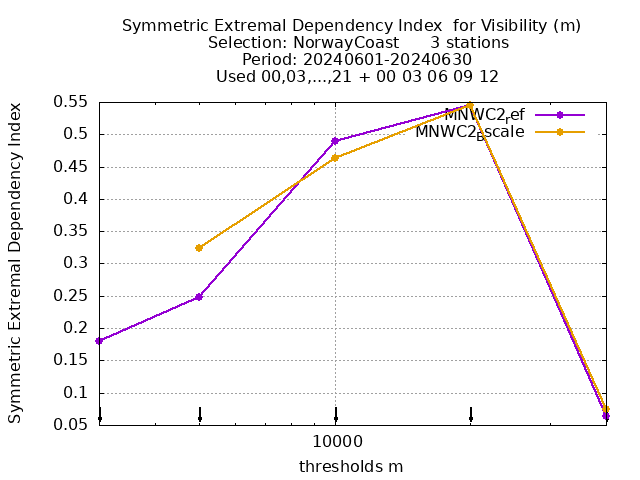 Symmetric Extremal Dependency Index  for Visibility (m)
Selection: NorwayCoast      3 stations
Period: 20240601-20240630
Used 00,03,...,21 + 00 03 06 09 12
Symmetric Extremal Dependency Index
0.55
0.5
0.45
0.4
0.35
0.3
0.25
0.2
0.15
0.1
0.05
MNWC2ref
MNWC2Bscale
10000
thresholds m